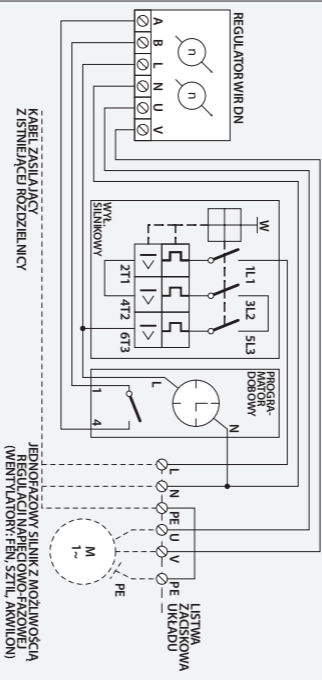 REGULATOR WIR DN
n
n
A
B
L
N
U
V
WYŁ.
SILNIKOWY
W
1L1
3L2
5L3
I>
I>
I>
2T1
4T2
6T3
PROGRA-
MATOR
DOBOWY
L
N
1
4
KABEL ZASILAJĄCY
Z ISTNIEJĄCEJ ROZDZIELNICY
L
N
PE
U
V
PE
LISTWA
ZACISKOWA
UKŁADU
M
1~
PE
JEDNOFAZOWY SILNIK Z MOŻLIWOŚCIĄ
REGULACJI NAPIĘCIOWO-FAZOWEJ
(WENTYLATORY: FEN, SZTIL, AKWILON)